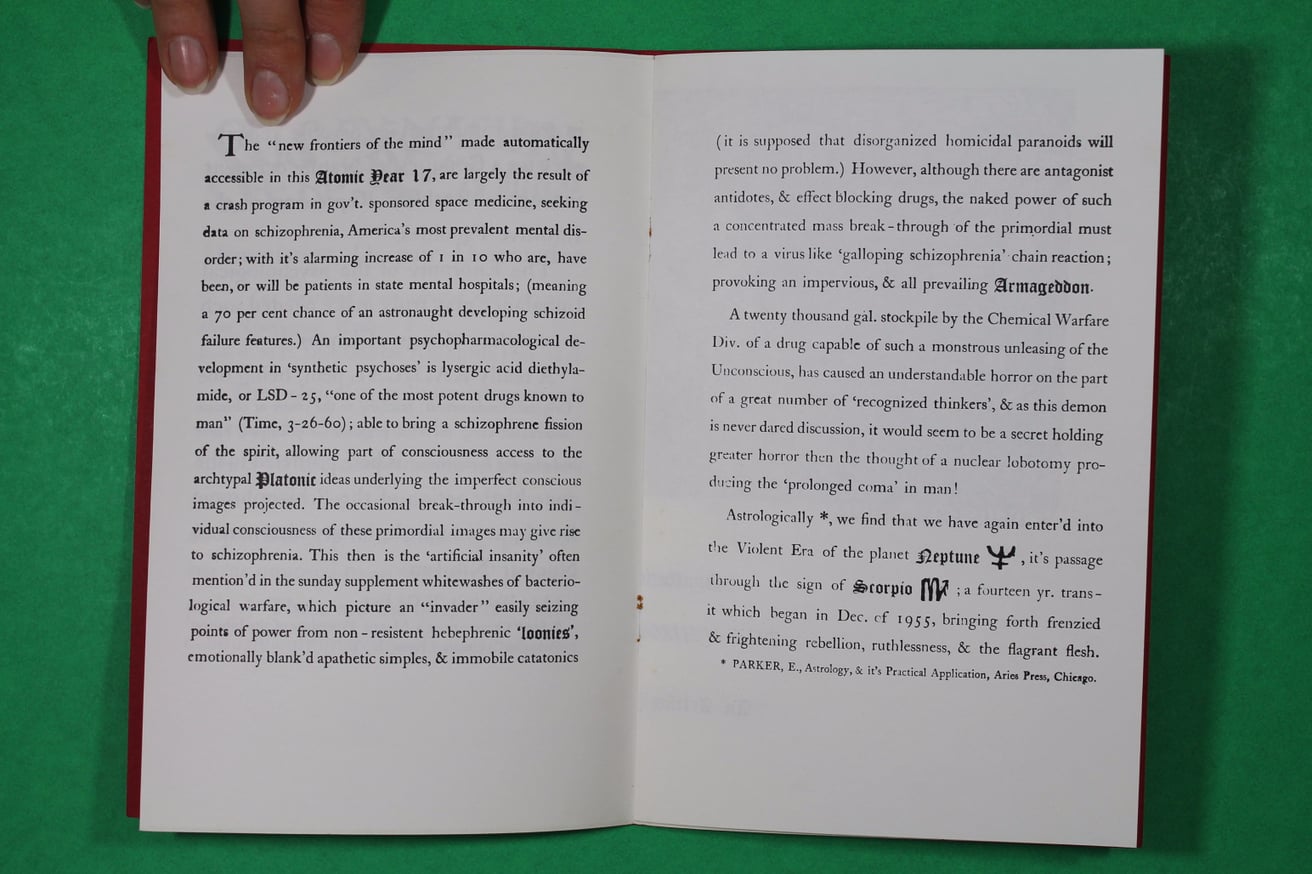 The “new frontiers of the mind” made automatically
accessible in this Atomic Year 17, are largely the result of
a crash program in gov't. sponsored space medicine, seeking
data on schizophrenia, America's most prevalent mental dis-
order; with it's alarming increase of 1 in 10 who are, have
been, or will be patients in state mental hospitals; (meaning
a 70 per cent chance of an astronaught developing schizoid
failure features.) An important psychopharmacological de-
velopment in ‘synthetic psychoses’ is lysergic acid diethyla-
mide, or LSD - 25, “one of the most potent drugs known to
man” (Time, 3-26-60); able to bring a schizophrene fission
of the spirit, allowing part of consciousness access to the
archtypal Platonic ideas underlying the imperfect conscious
images projected. The occasional break-through into indi-
vidual consciousness of these primordial images may give rise
to schizophrenia. This then is the ‘artificial insanity’ often
mention'd in the sunday supplement whitewashes of bacterio-
logical warfare, which picture an “invader” easily seizing
points of power from non-resistent hebephrenic ‘loonies’,
emotionally blank'd apathetic simples, & immobile catatonics
(it is supposed that disorganized homicidal paranoids will
present no problem.) However, although there are antagonist
antidotes, & effect blocking drugs, the naked power of such
a concentrated mass break-through of the primordial must
lead to a virus like ‘galloping schizophrenia’ chain reaction;
provoking an impervious, & all prevailing Armageddon.
A twenty thousand gal. stockpile by the Chemical Warfare
Div. of a drug capable of such a monstrous unleasing of the
Unconscious, has caused an understandable horror on the part
of a great number of ‘recognized thinkers’, & as this demon
is never dared discussion, it would seem to be a secret holding
greater horror then the thought of a nuclear lobotomy pro-
ducing the ‘prolonged coma’ in man!
Astrologically *, we find that we have again enter'd into
the Violent Era of the planet Neptune ♆, it's passage
through the sign of Scorpio ♏; a fourteen yr. trans-
it which began in Dec. of 1955, bringing forth frenzied
& frightening rebellion, ruthlessness, & the flagrant flesh.
* PARKER, E., Astrology, & it's Practical Application, Aries Press, Chicago.